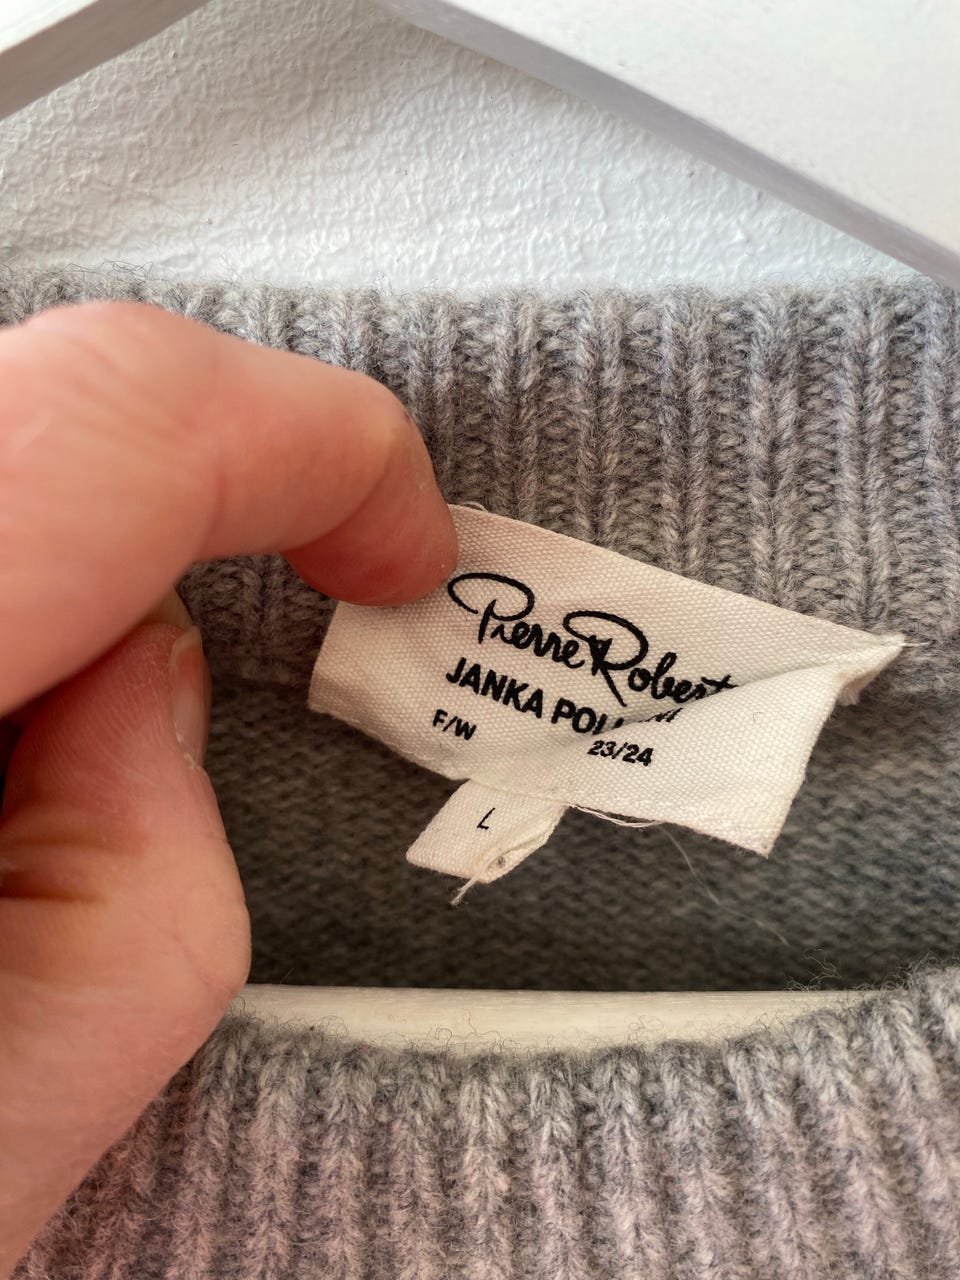 Pierre Robert
JANKA
F/W 23/24
L